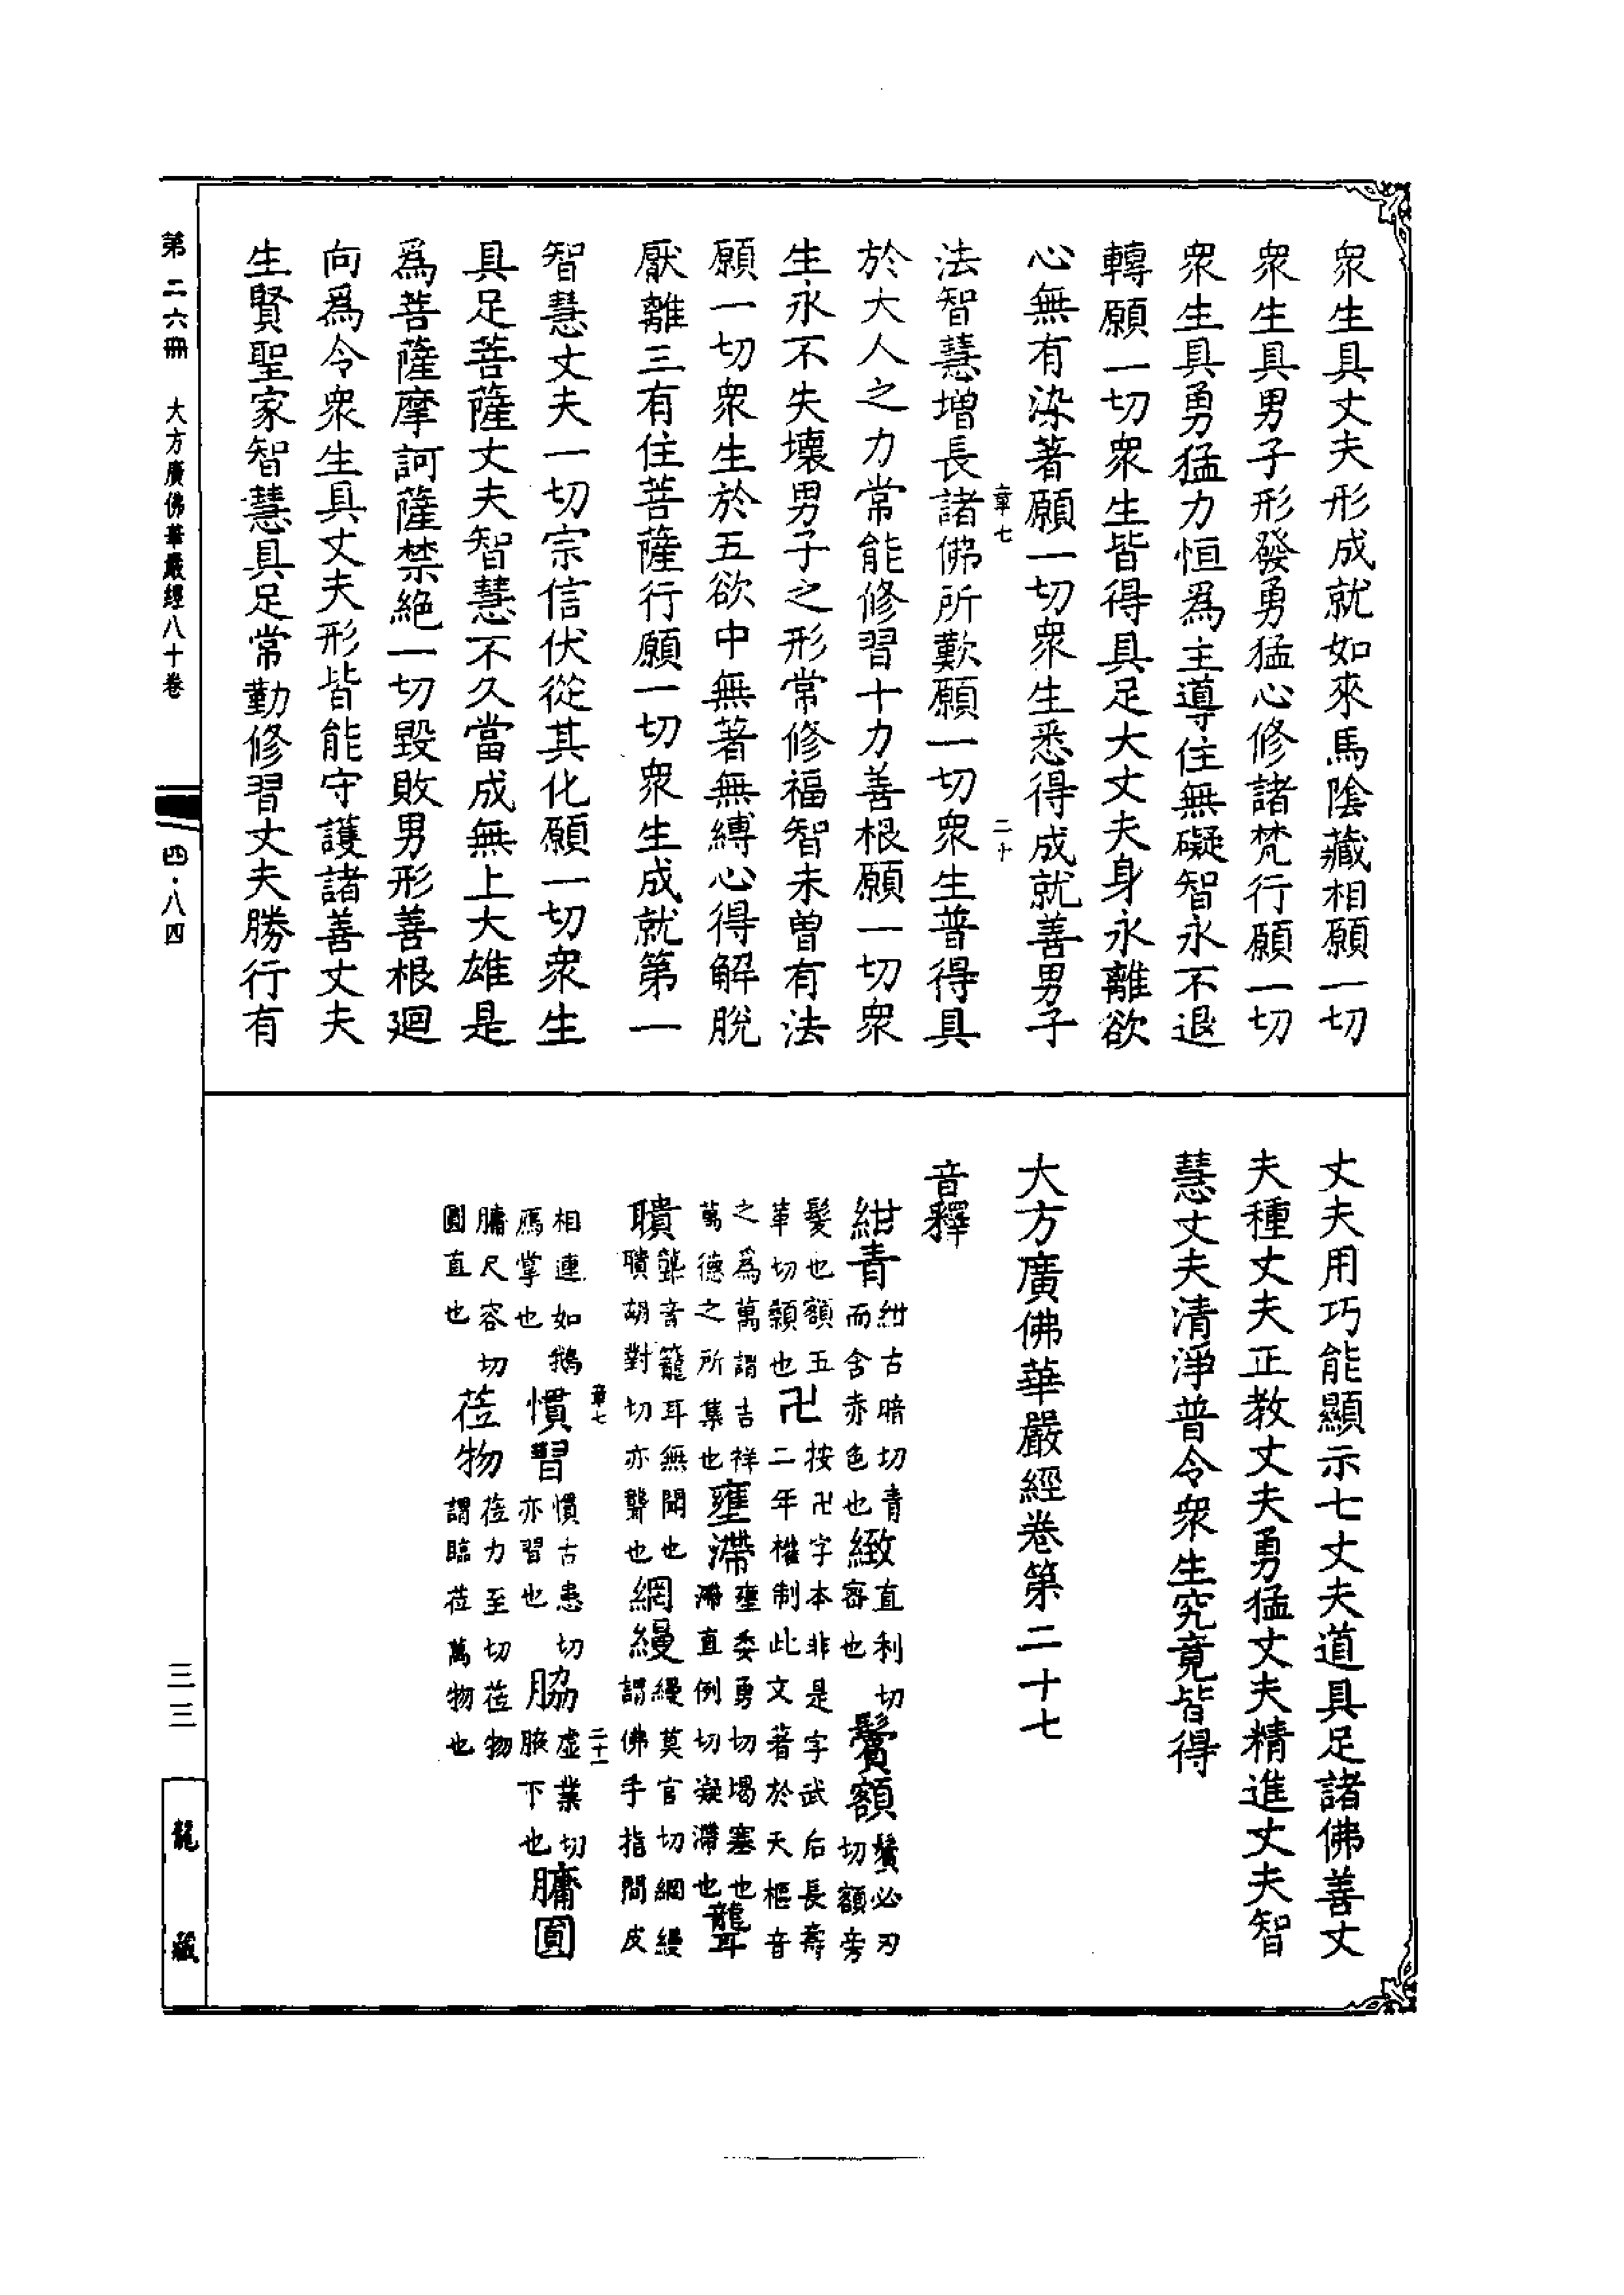 衆生具丈夫形成就如來馬陰藏相願一切
衆生具男子形發勇猛心修諸梵行願一切
衆生具勇猛力恒爲主導住無礙智永不退
轉願一切衆生皆得具足大丈夫身永離欲
心無有染著願一切衆生悉得成就善男子
章七
二十
法智慧增長諸佛所歎願一切衆生普得具
於大人之力常能修習十力善根願一切衆
生永不失壞男子之形常修福智未曽有法
願一切衆生於五欲中無著無縛心得解脫
厭離三有住菩薩行願一切衆生成就第一
智慧丈夫一切宗信伏從其化願一切衆生
具足菩薩丈夫智慧不久當成無上大雄是
爲菩薩摩訶薩禁絶一切毀敗男形善根廻
向爲令衆生具丈夫形皆能守護諸善丈夫
生賢聖家智慧具足常勤修習丈夫勝行有
丈夫用巧能顯示七丈夫道具足諸佛善丈
夫種丈夫正教丈夫勇猛丈夫精進丈夫智
慧丈夫清淨普令衆生究竟皆得
大方廣佛華嚴經卷第二十七
音釋
紺青 紺古暗切青而含赤色也 緻 直利切密也 鬢額 鬢必刃切額旁
髮也額五革切顙也 卍 按卍字本非是字武后長壽二年權制此文著於天樞音
之爲萬謂吉祥萬德之所集也 壅滯 壅委勇切堨塞也滯直例切凝滯也 聾
聵 聾音籠耳無聞也聵胡對切亦聾也 網縵 縵莫官切網縵謂佛手指間皮
章七
二十一
相連如鵝鴈掌也 慣習 慣古患切亦習也 脇 虛業切腋下也 𦟛圓
𦟛尺容切圓直也 莅物 莅力至切莅物謂臨莅萬物也
第二六冊 大方廣佛華嚴經八十卷
四·八四
三三
龍藏